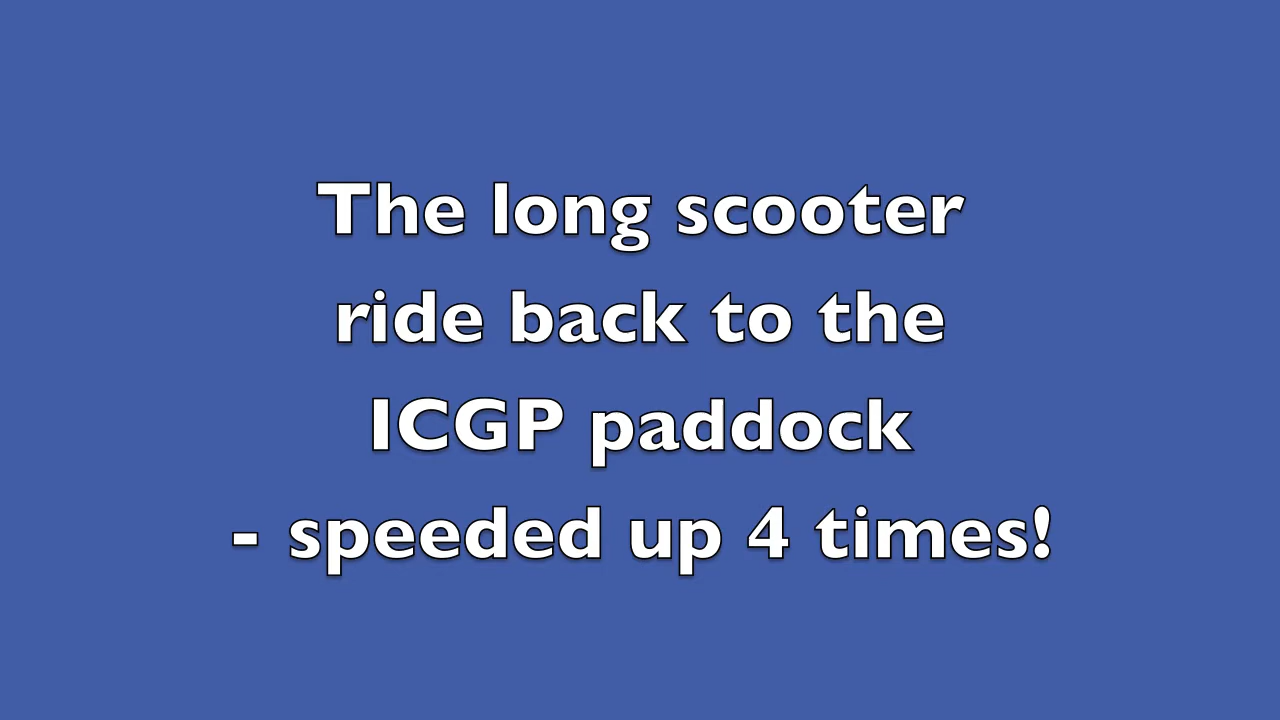 The long scooter
ride back to the
ICGP paddock
- speeded up 4 times!